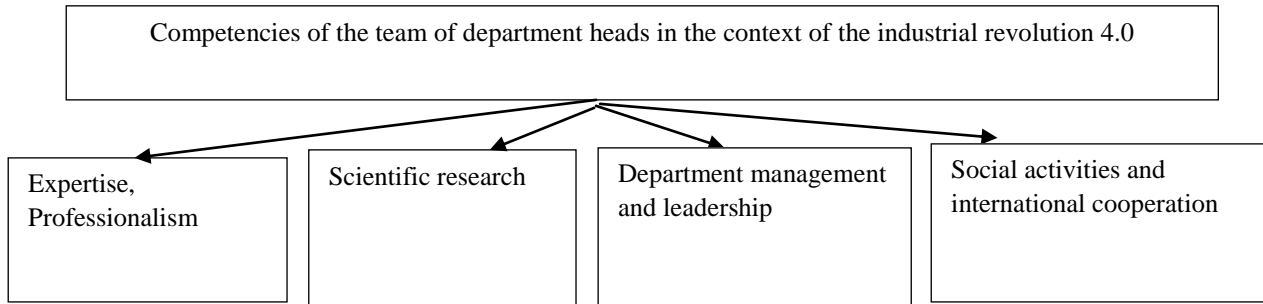 Competencies of the team of department heads in the context of the industrial revolution 4.0
Expertise,
Professionalism
Scientific research
Department management
and leadership
Social activities and
international cooperation